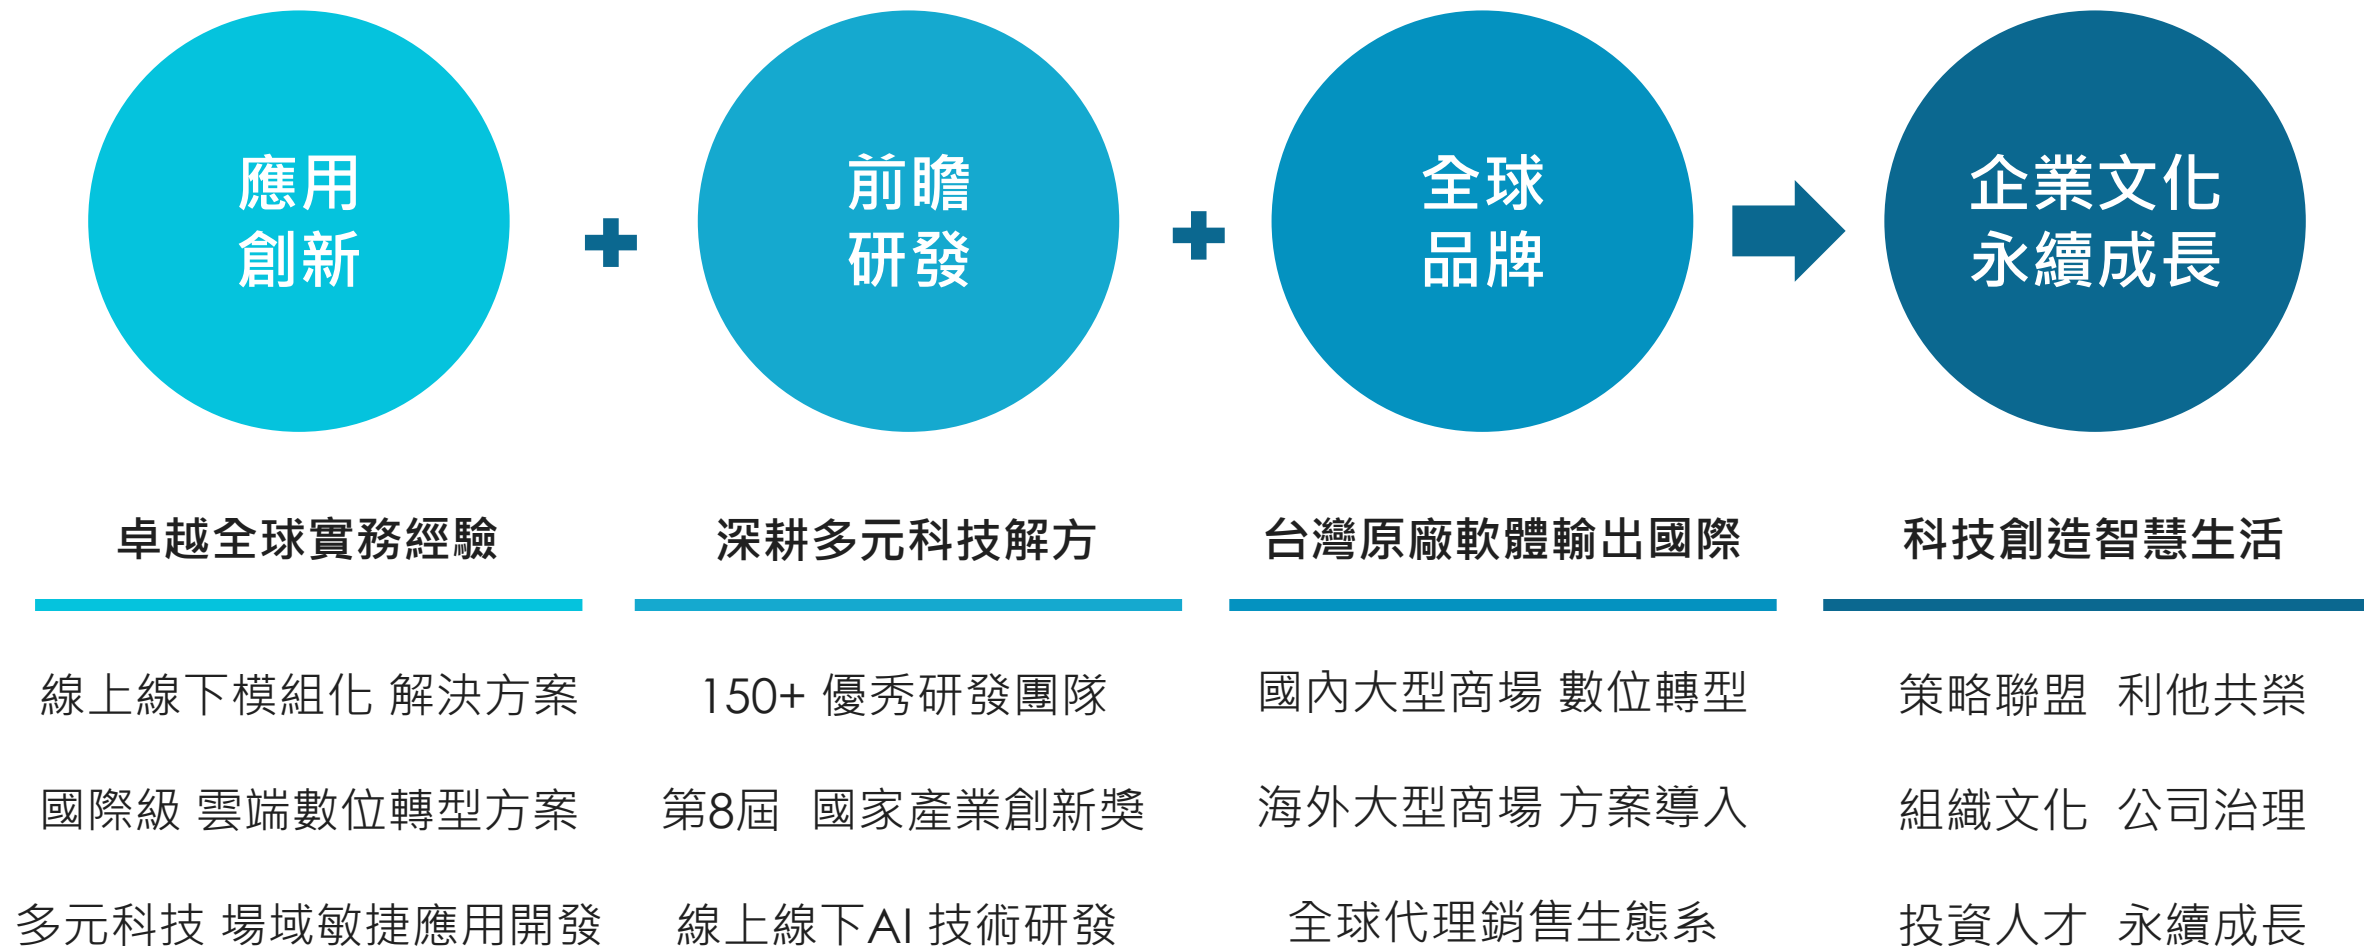 應用
創新
前瞻
研發
全球
品牌
企業文化
永續成長
卓越全球實務經驗
線上線下模組化 解決方案
國際級 雲端數位轉型方案
多元科技 場域敏捷應用開發
深耕多元科技解方
150+ 優秀研發團隊
第8屆 國家產業創新獎
線上線下AI 技術研發
台灣原廠軟體輸出國際
國內大型商場 數位轉型
海外大型商場 方案導入
全球代理銷售生態系
科技創造智慧生活
策略聯盟 利他共榮
組織文化 公司治理
投資人才 永續成長